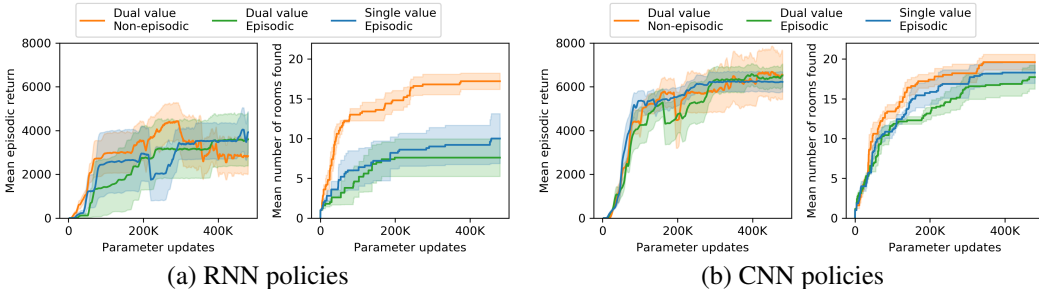 Dual value
Non-episodic
Dual value
Episodic
Single value
Episodic
Mean episodic return
8000
6000
4000
2000
0
0
200K
400K
Parameter updates
Mean number of rooms found
20
15
10
5
0
0
200K
400K
Parameter updates
(a) RNN policies
Dual value
Non-episodic
Dual value
Episodic
Single value
Episodic
Mean episodic return
8000
6000
4000
2000
0
0
200K
400K
Parameter updates
Mean number of rooms found
20
15
10
5
0
0
200K
400K
Parameter updates
(b) CNN policies